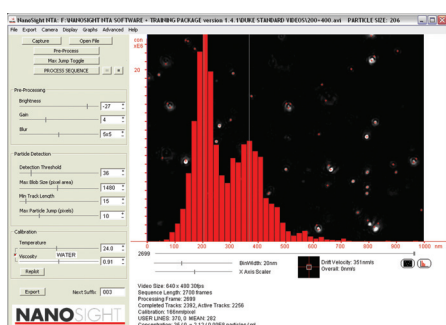 NanoSight NTA: F:\NANOSIGHT NTA SOFTWARE + TRAINING PACKAGE version 1.4.1\DUKE STANDARD VIDEOS\200+400.avi PARTICLE SIZE: 206
File Export Camera Display Graphs Advanced Help
Capture Open File
Pre-Process
Max Jump Toggle
PROCESS SEQUENCE
Pre-Processing
Brightness
-27
Gain
4
Blur
5x5
Particle Detection
Detection Threshold
36
Max Blob Size (pixel area)
1480
Min Track Length
15
Max Particle Jump (pixels)
10
Calibration
Temperature
24.0
Viscosity WATER
0.91
Replot
Export Next Suffix 003
NANOSIGHT
20
0 100 200 300 400 500 600 700 800 900 1000 nm
2699
BinWidth: 20nm
X Axis Scaler
Drift Velocity: 351nm/s
Overall: 0nm/s
Video Size: 640 x 480 30fps
Sequence Length: 2799 frames
Processing Frame: 2699
Completed Tracks: 2392, Active Tracks: 2256
Calibration: 166nm/pixel
USER LINES: 370, 0 MEAN: 282